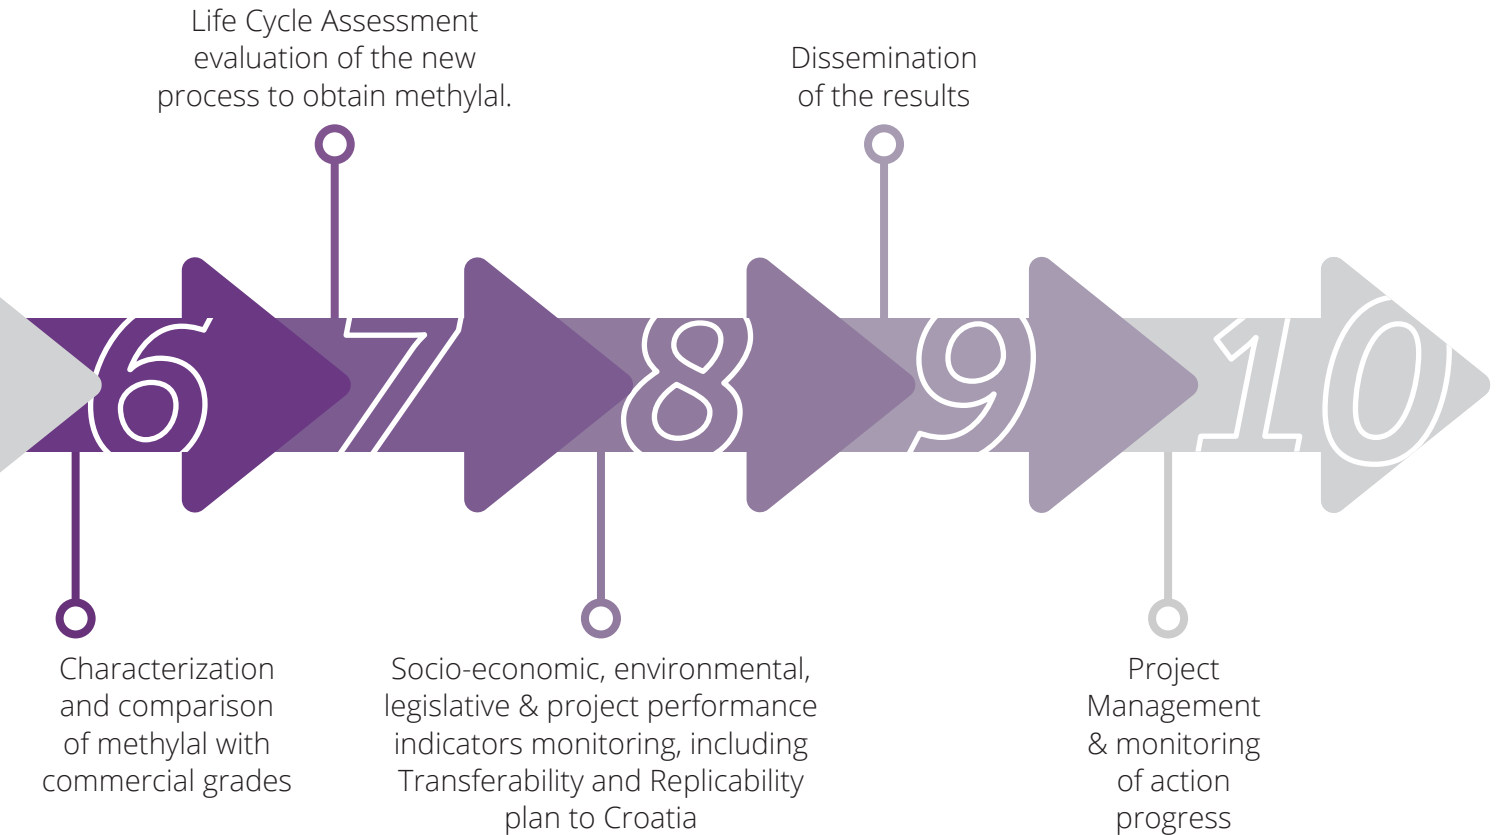 Life Cycle Assessment
evaluation of the new
process to obtain methylal.
Dissemination
of the results
6
7
8
9
10
Characterization
and comparison
of methylal with
commercial grades
Socio-economic, environmental,
legislative & project performance
indicators monitoring, including
Transferability and Replicability
plan to Croatia
Project
Management
& monitoring
of action
progress